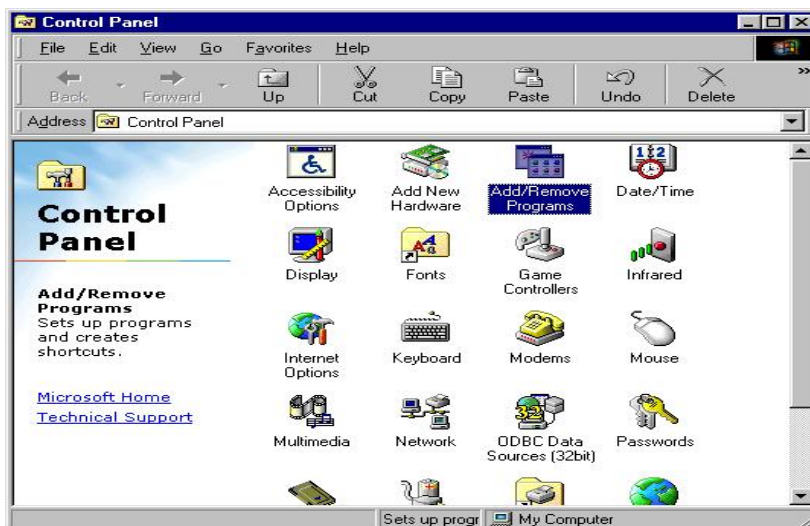 Control Panel
File Edit View Go Favorites Help
Back Forward Up Cut Copy Paste Undo Delete »
Address Control Panel
Control
Panel
Add/Remove
Programs
Sets up programs
and creates
shortcuts.
Microsoft Home
Technical Support
Accessibility
Options
Add New
Hardware
Add/Remove
Programs
Date/Time
Display
Fonts
Game
Controllers
Infrared
Internet
Options
Keyboard
Modems
Mouse
Multimedia
Network
ODBC Data
Sources (32bit)
Passwords
Sets up progr My Computer